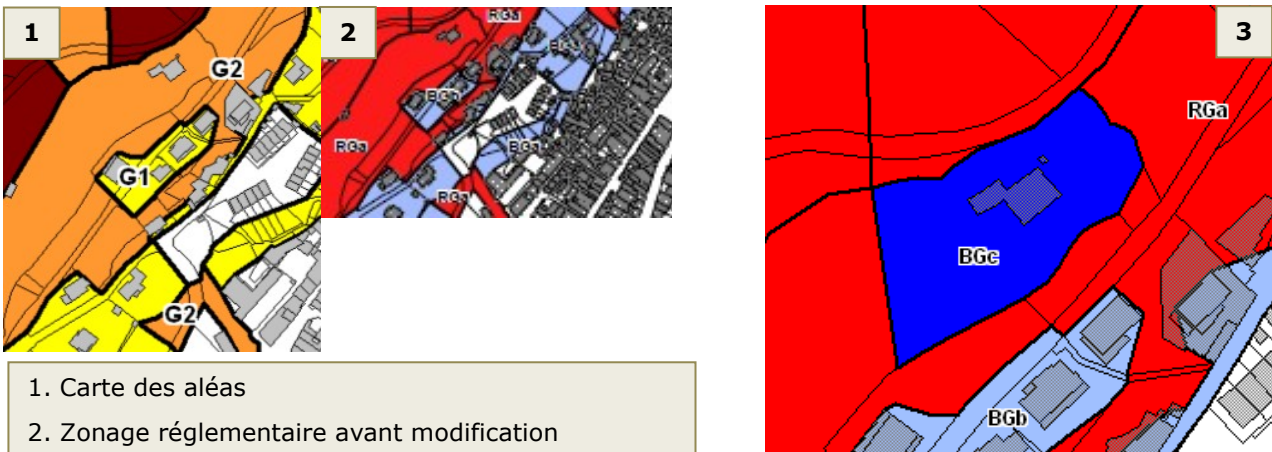 1
2
3
G2
G1
G2
RGa
BGc
BGb
RGa
BGa
RGa
RGa
BGc
BGb
1. Carte des aléas
2. Zonage réglementaire avant modification